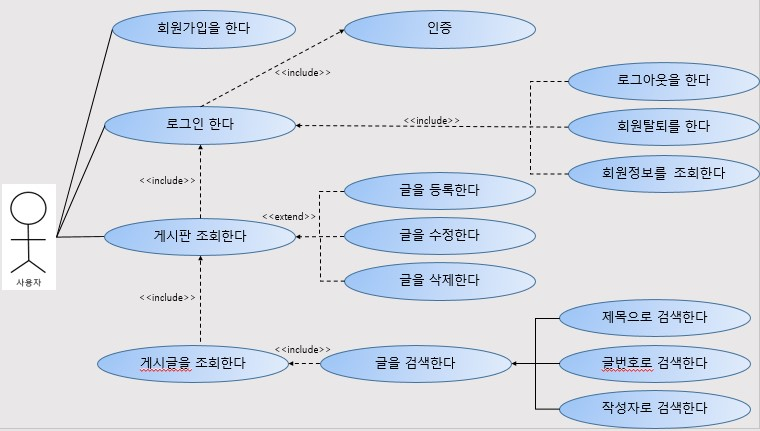 회원가입을 한다
인증
<<include>>
로그아웃을 한다
로그인 한다
<<include>>
회원탈퇴를 한다
<<include>>
회원정보를 조회한다
글을 등록한다
<<extend>>
게시판 조회한다
글을 수정한다
사용자
글을 삭제한다
<<include>>
제목으로 검색한다
게시글을 조회한다
<<include>>
글을 검색한다
글번호로 검색한다
작성자로 검색한다